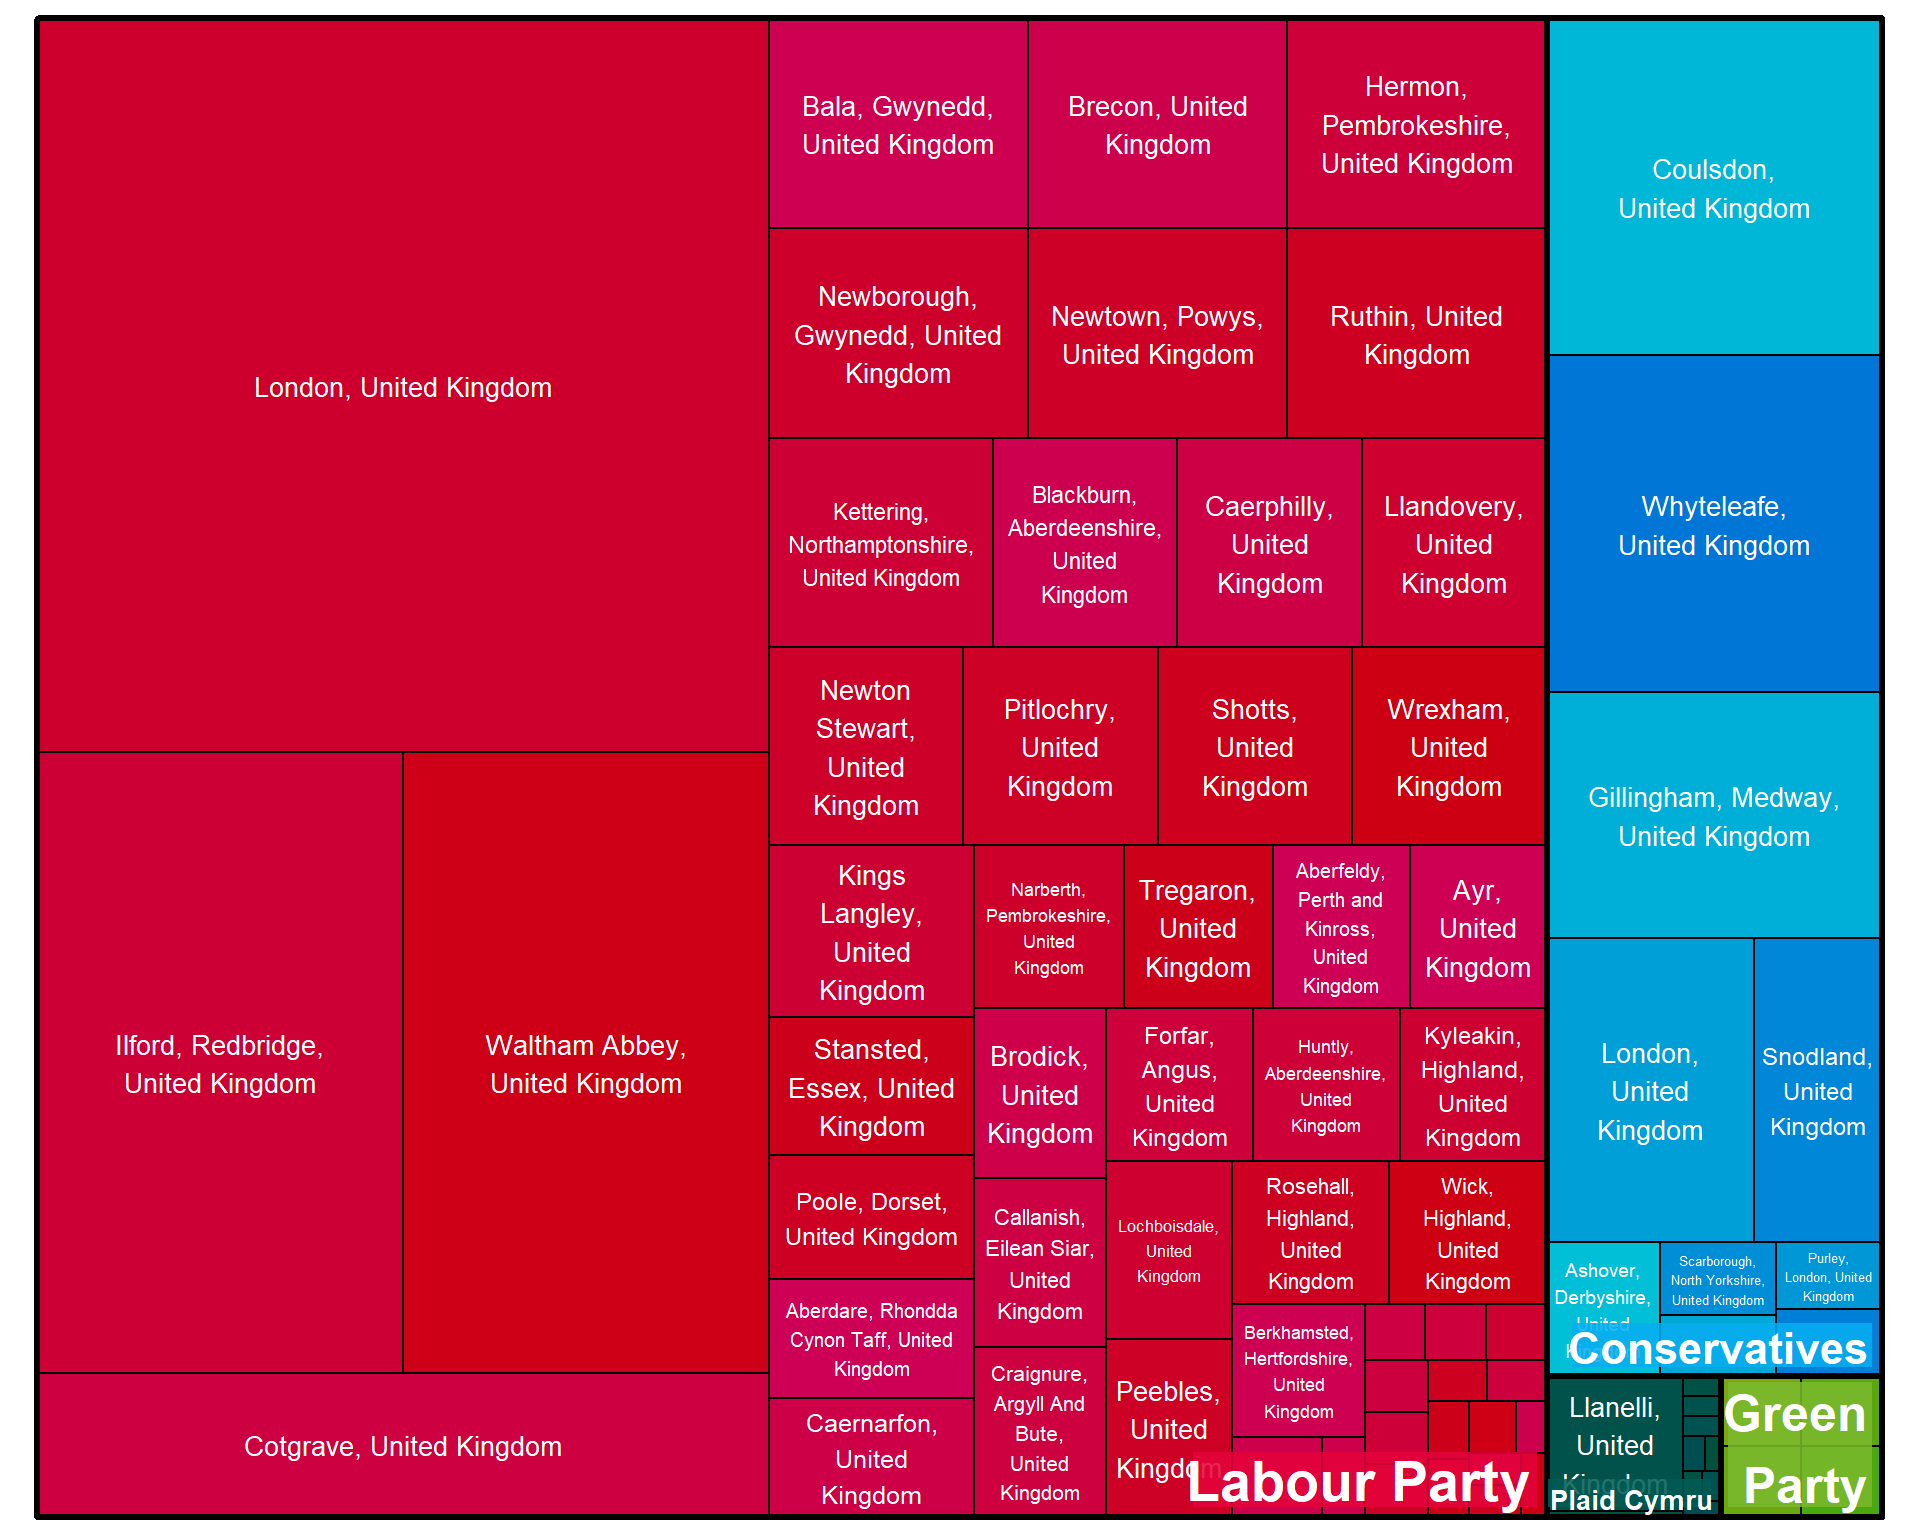 London, United Kingdom
Ilford, Redbridge,
United Kingdom
Waltham Abbey,
United Kingdom
Cotgrave, United Kingdom
Bala, Gwynedd,
United Kingdom
Brecon, United
Kingdom
Hermon,
Pembrokeshire,
United Kingdom
Newborough,
Gwynedd, United
Kingdom
Newtown, Powys,
United Kingdom
Ruthin, United
Kingdom
Kettering,
Northamptonshire,
United Kingdom
Blackburn,
Aberdeenshire,
United
Kingdom
Caerphilly,
United
Kingdom
Llandovery,
United
Kingdom
Newton
Stewart,
United
Kingdom
Pitlochry,
United
Kingdom
Shotts,
United
Kingdom
Wrexham,
United
Kingdom
Kings
Langley,
United
Kingdom
Stansted,
Essex, United
Kingdom
Poole, Dorset,
United Kingdom
Aberdare, Rhondda
Cynon Taff, United
Kingdom
Caernarfon,
United
Kingdom
Narberth,
Pembrokeshire,
United
Kingdom
Tregaron,
United
Kingdom
Aberfeldy,
Perth and
Kinross,
United
Kingdom
Ayr,
United
Kingdom
Brodick,
United
Kingdom
Callanish,
Eilean Siar,
United
Kingdom
Craignure,
Argyll And
Bute,
United
Kingdom
Forfar,
Angus,
United
Kingdom
Huntly,
Aberdeenshire,
United
Kingdom
Kyleakin,
Highland,
United
Kingdom
Lochboisdale,
United
Kingdom
Peebles,
United
Kingdom
Rosehall,
Highland,
United
Kingdom
Wick,
Highland,
United
Kingdom
Berkhamsted,
Hertfordshire,
United
Kingdom
Labour Party
Coulsdon,
United Kingdom
Whyteleafe,
United Kingdom
Gillingham, Medway,
United Kingdom
London,
United
Kingdom
Snodland,
United
Kingdom
Ashover,
Derbyshire,
United
Scarborough,
North Yorkshire,
United Kingdom
Purley,
London, United
Kingdom
Conservatives
Llanelli,
United
Kingdom
Plaid Cymru
Green
Party